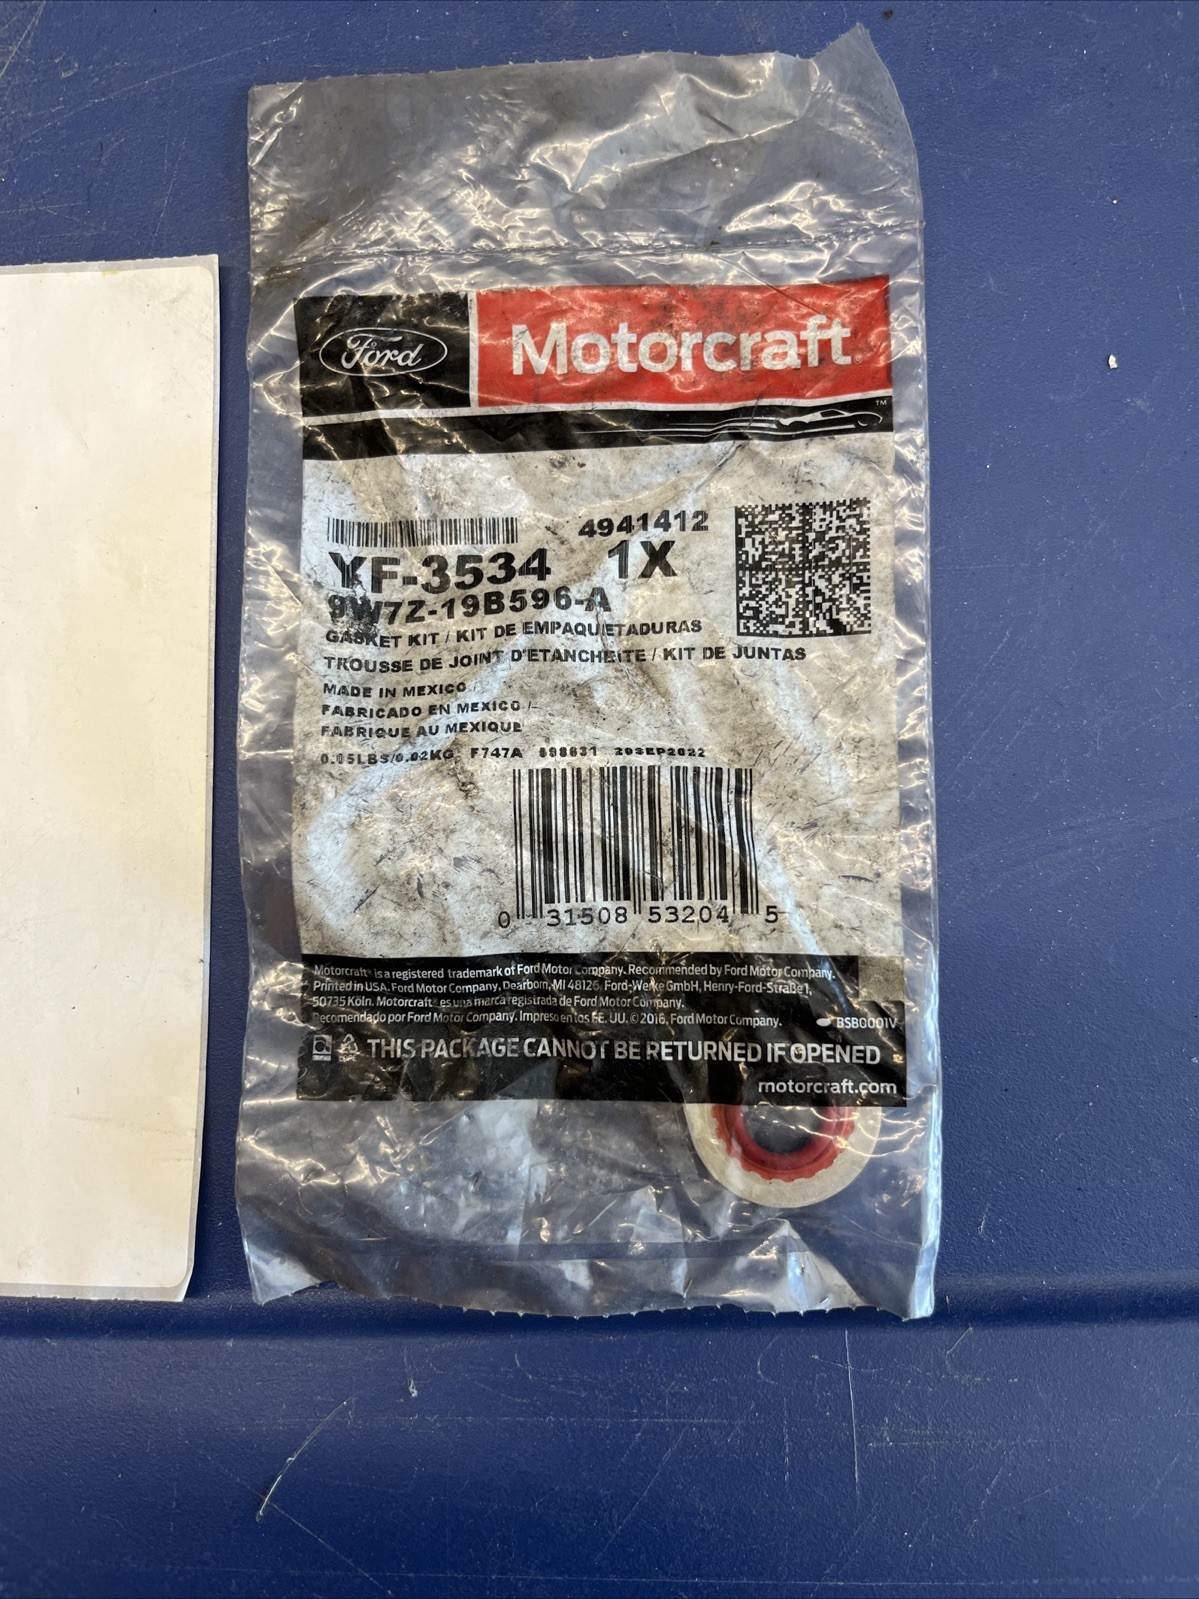 Ford
Motorcraft®
™
4941412
YF-3534 1X
9W7Z-19B596-A
GASKET KIT / KIT DE EMPAQUETADURAS
TROUSSE DE JOINT D'ETANCHEITE / KIT DE JUNTAS
MADE IN MEXICO /
FABRICADO EN MEXICO /
FABRIQUE AU MEXIQUE
0.05LBS/0.02KG F747A 20SEP2022
0 31508 53204 5
Motorcraft® is a registered trademark of Ford Motor Company. Recommended by Ford Motor Company.
Printed in USA. Ford Motor Company, Dearborn, MI 48126, Ford-Werke GmbH, Henry-Ford-Straße 1,
50735 Köln. Motorcraft® es una marca registrada de Ford Motor Company.
Recomendado por Ford Motor Company. Impreso en los EE. UU. © 2016, Ford Motor Company. BSB0001V
THIS PACKAGE CANNOT BE RETURNED IF OPENED
motorcraft.com